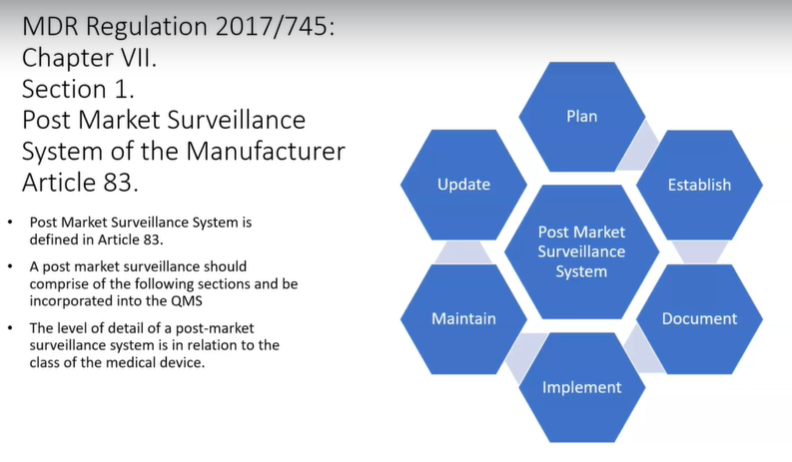 MDR Regulation 2017/745:
Chapter VII.
Section 1.
Post Market Surveillance
System of the Manufacturer
Article 83.
• Post Market Surveillance System is
defined in Article 83.
• A post market surveillance should
comprise of the following sections and be
incorporated into the QMS
• The level of detail of a post-market
surveillance system is in relation to the
class of the medical device.
Plan
Establish
Document
Implement
Maintain
Update
Post Market
Surveillance
System